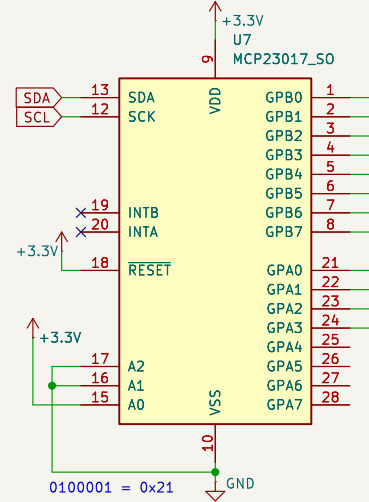 +3.3V
U7
MCP23017_SO
9
VDD
SDA 13 SDA
SCL 12 SCK
GPB0 1
GPB1 2
GPB2 3
GPB3 4
GPB4 5
GPB5 6
GPB6 7
GPB7 8
19 INTB
20 INTA
+3.3V
18 RESET
GPA0 21
GPA1 22
GPA2 23
GPA3 24
GPA4 25
GPA5 26
GPA6 27
GPA7 28
+3.3V
17 A2
16 A1
15 A0
VSS
10
GND
0100001 = 0x21